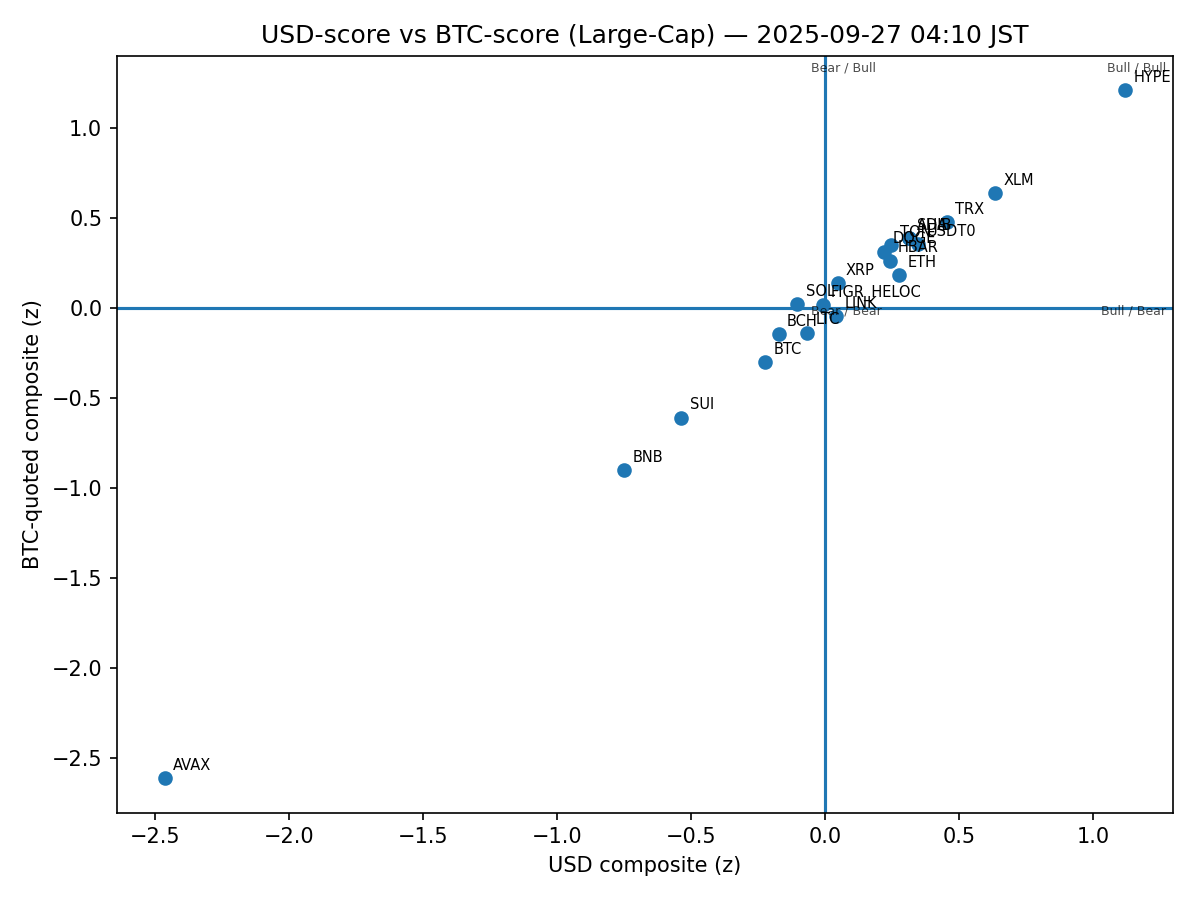 USD-score vs BTC-score (Large-Cap) — 2025-09-27 04:10 JST
Bear / Bull
Bull / Bull
HYPE
1.0
XLM
TRX
0.5
USDT0
TON
DOGE
HBAR
ETH
XRP
SOL
FIGR_HELOC
LINK
0.0
Bear / Bear
Bull / Bear
BCH
LTC
BTC
−0.5
SUI
BNB
−1.0
−1.5
−2.0
−2.5
AVAX
−2.5
−2.0
−1.5
−1.0
−0.5
0.0
0.5
1.0
USD composite (z)
BTC-quoted composite (z)